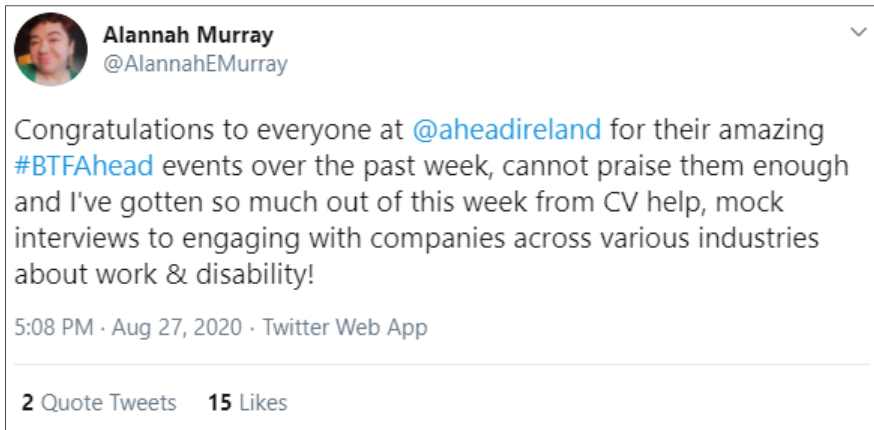 Alannah Murray
@AlannahEMurray
Congratulations to everyone at @aheadireland for their amazing
#BTFAhead events over the past week, cannot praise them enough
and I've gotten so much out of this week from CV help, mock
interviews to engaging with companies across various industries
about work & disability!
5:08 PM · Aug 27, 2020 · Twitter Web App
2 Quote Tweets 15 Likes